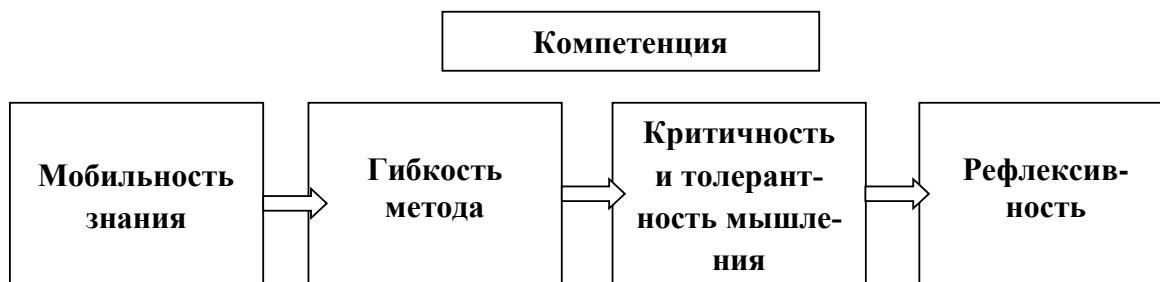 Компетенция
Мобильность
знания
Гибкость
метода
Критичность
и толерант-
ность мышле-
ния
Рефлексив-
ность